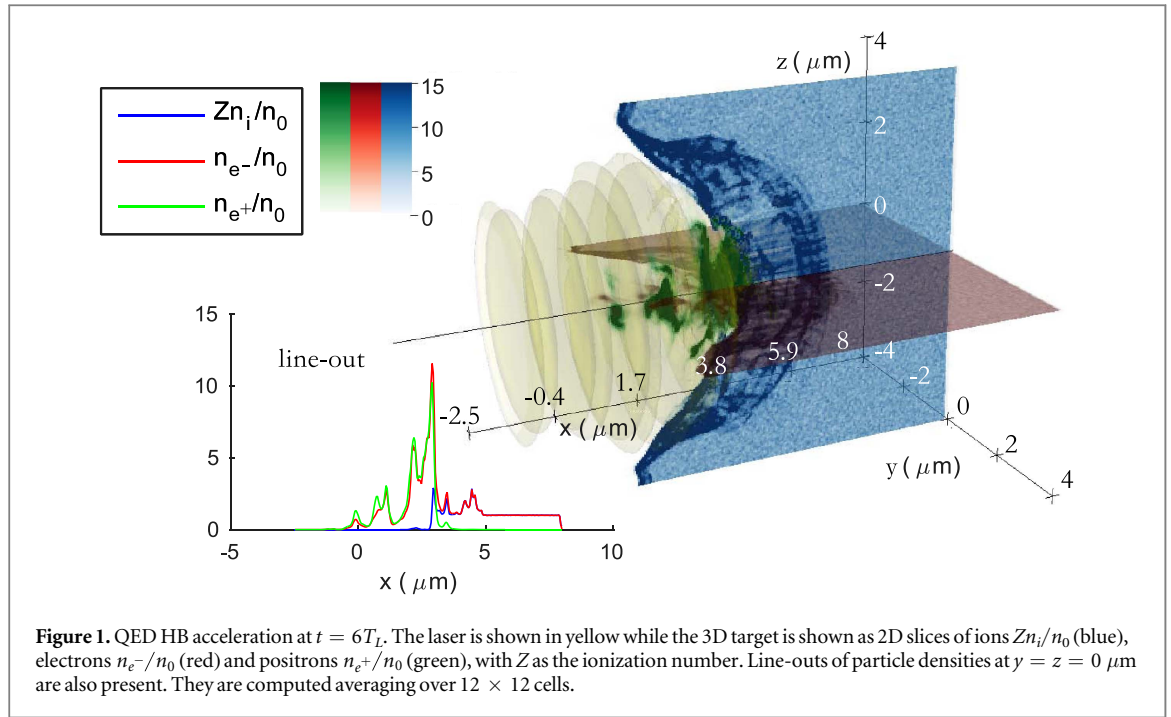 Zn_i/n_0
n_e-/n_0
n_e+/n_0
15
10
5
0
z ( μm)
4
2
0
-2
-4
8
5.9
3.8
1.7
-0.4
-2.5
x ( μm)
-2
0
2
4
y ( μm)
line-out
15
10
5
0
-5
0
5
10
x ( μm)
Figure 1. QED HB acceleration at t = 6T_L. The laser is shown in yellow while the 3D target is shown as 2D slices of ions Zn_i/n_0 (blue),
electrons n_e-/n_0 (red) and positrons n_e+/n_0 (green), with Z as the ionization number. Line-outs of particle densities at y = z = 0 μm
are also present. They are computed averaging over 12 × 12 cells.